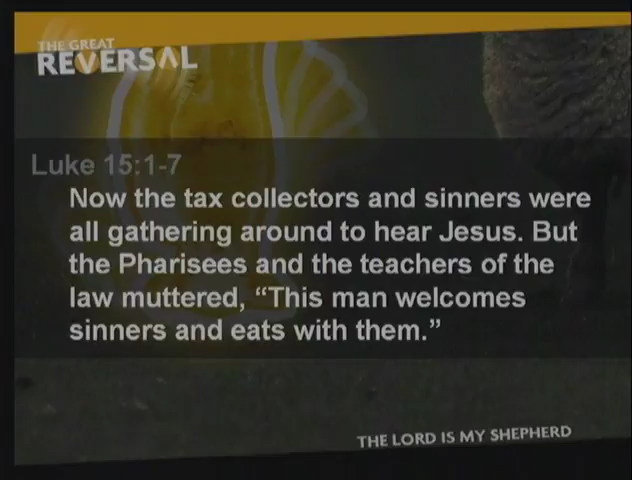 THE GREAT
REVERSAL
Luke 15:1-7
Now the tax collectors and sinners were
all gathering around to hear Jesus. But
the Pharisees and the teachers of the
law muttered, “This man welcomes
sinners and eats with them.”
THE LORD IS MY SHEPHERD